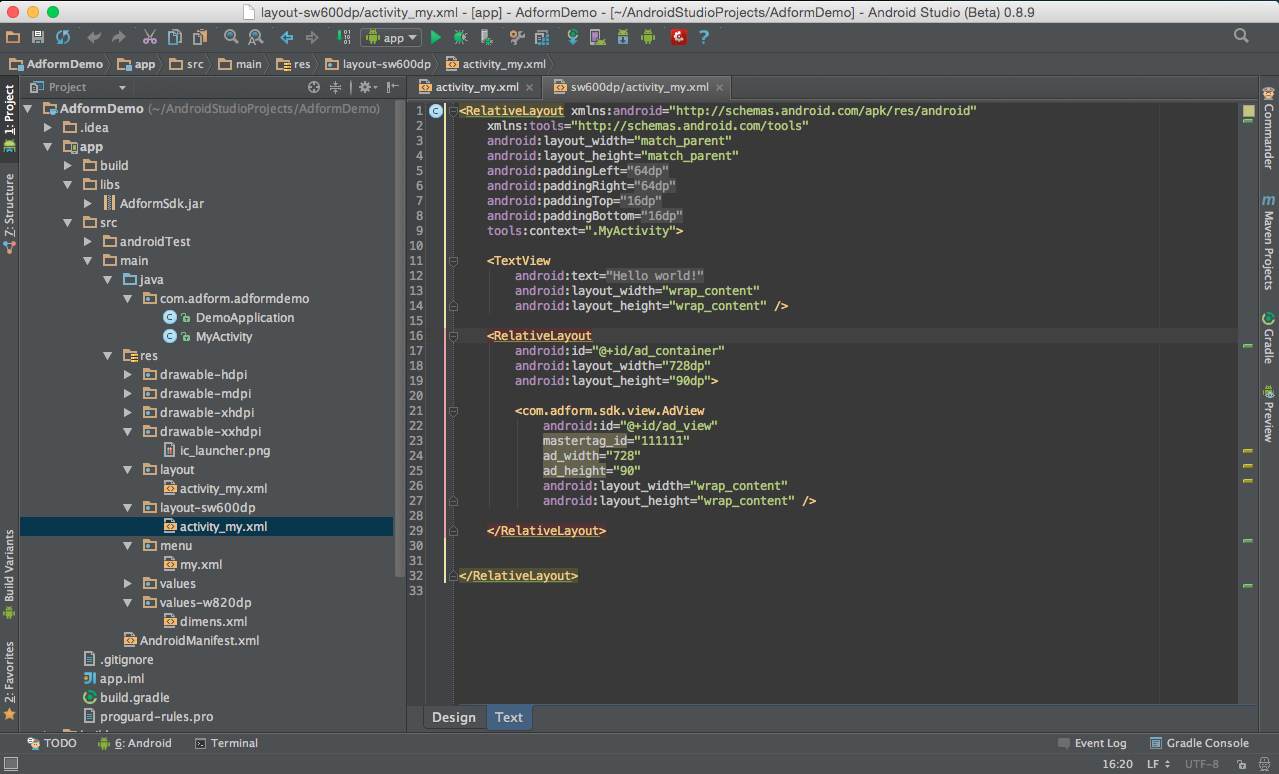 layout-sw600dp/activity_my.xml - [app] - AdformDemo - [~/AndroidStudioProjects/AdformDemo] - Android Studio (Beta) 0.8.9
app
AdformDemo app src main res layout-sw600dp activity_my.xml
1: Project
Z: Structure
Build Variants
2: Favorites
Project
AdformDemo (~/AndroidStudioProjects/AdformDemo)
.idea
app
build
libs
AdformSdk.jar
src
androidTest
main
java
com.adform.adformdemo
DemoApplication
MyActivity
res
drawable-hdpi
drawable-mdpi
drawable-xhdpi
drawable-xxhdpi
ic_launcher.png
layout
activity_my.xml
layout-sw600dp
activity_my.xml
menu
my.xml
values
values-w820dp
dimens.xml
AndroidManifest.xml
.gitignore
app.iml
build.gradle
proguard-rules.pro
activity_my.xml sw600dp/activity_my.xml
1 <RelativeLayout xmlns:android="http://schemas.android.com/apk/res/android"
2 xmlns:tools="http://schemas.android.com/tools"
3 android:layout_width="match_parent"
4 android:layout_height="match_parent"
5 android:paddingLeft="64dp"
6 android:paddingRight="64dp"
7 android:paddingTop="16dp"
8 android:paddingBottom="16dp"
9 tools:context=".MyActivity">
10
11 <TextView
12 android:text="Hello world!"
13 android:layout_width="wrap_content"
14 android:layout_height="wrap_content" />
15
16 <RelativeLayout
17 android:id="@+id/ad_container"
18 android:layout_width="728dp"
19 android:layout_height="90dp">
20
21 <com.adform.sdk.view.AdView
22 android:id="@+id/ad_view"
23 mastertag_id="111111"
24 ad_width="728"
25 ad_height="90"
26 android:layout_width="wrap_content"
27 android:layout_height="wrap_content" />
28
29 </RelativeLayout>
30
31
32 </RelativeLayout>
33
Design Text
Commander
Maven Projects
Gradle
Preview
TODO 6: Android Terminal Event Log Gradle Console
16:20 LF UTF-8